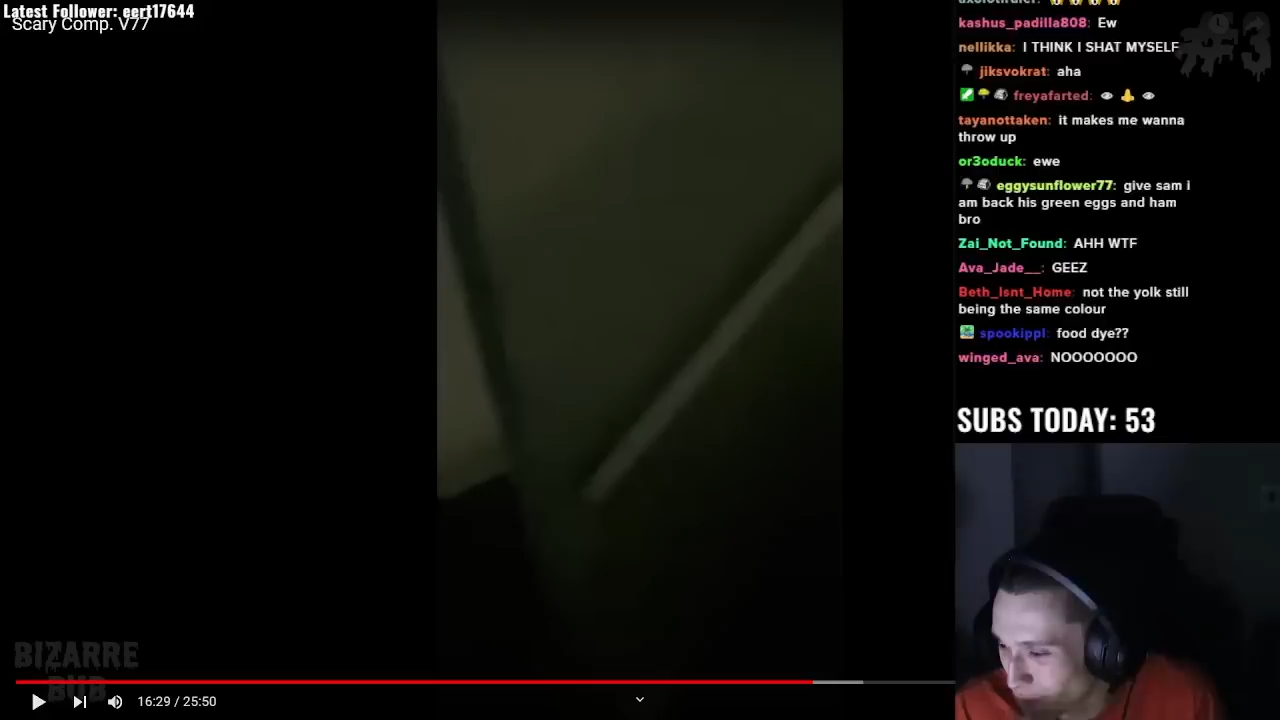 Latest Follower: eert17644
Scary Comp. V77
#3
kashus_padilla808: Ew
nellikka: I THINK I SHAT MYSELF
jiksvokrat: aha
freyafarted:
tayanottaken: it makes me wanna
throw up
or3oduck: ewe
eggysunflower77: give sam i
am back his green eggs and ham
bro
Zai_Not_Found: AHH WTF
Ava_Jade__: GEEZ
Beth_Isnt_Home: not the yolk still
being the same colour
spookippl: food dye??
winged_ava: NOOOOOOO
SUBS TODAY: 53
BIZARRE
BUB
16:29 / 25:50